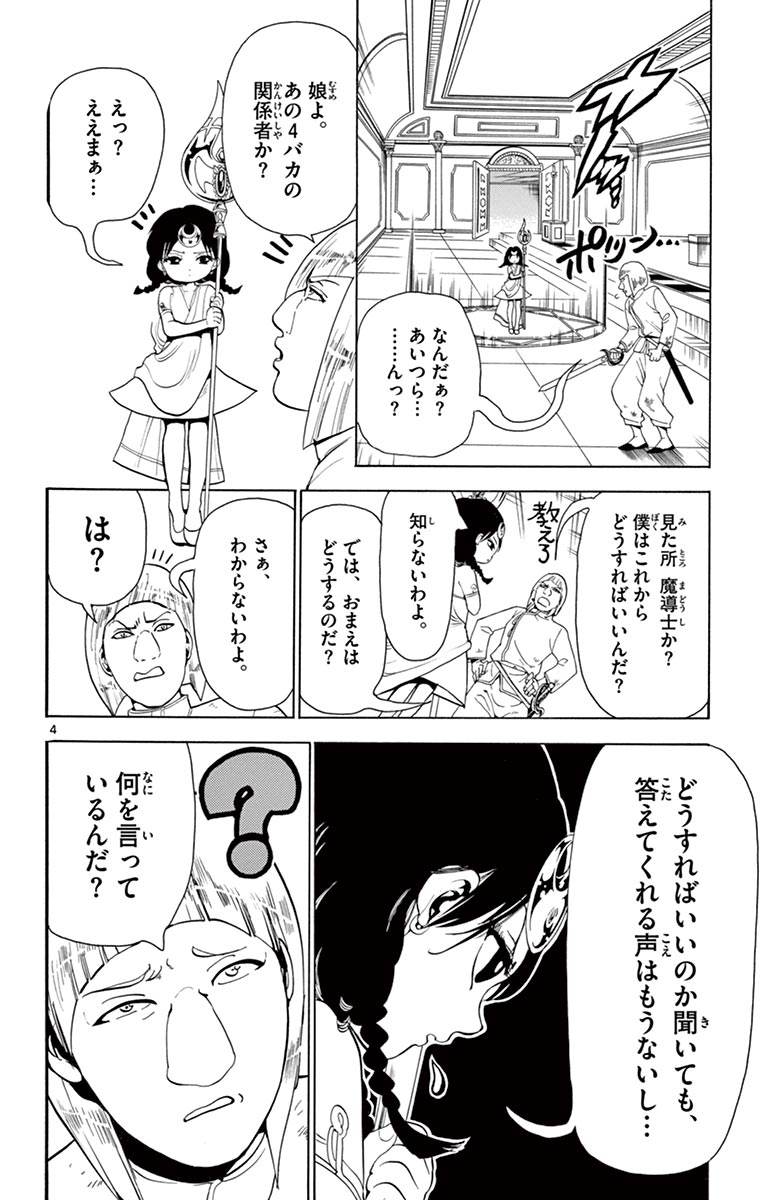 カッ
ポツン…
なんだぁ？
あいつら…
……んっ？
娘よ。
あの４バカの
関係者か？
えっ？
ええまぁ…
見た所 魔導士か？
僕はこれから
どうすればいいんだ？
教えろ
知らないわよ。
では、おまえは
どうするのだ？
さぁ、
わからないわよ。
は？
4
どうすればいいのか聞いても、
答えてくれる声はもうないし…
？
何を言って
いるんだ？